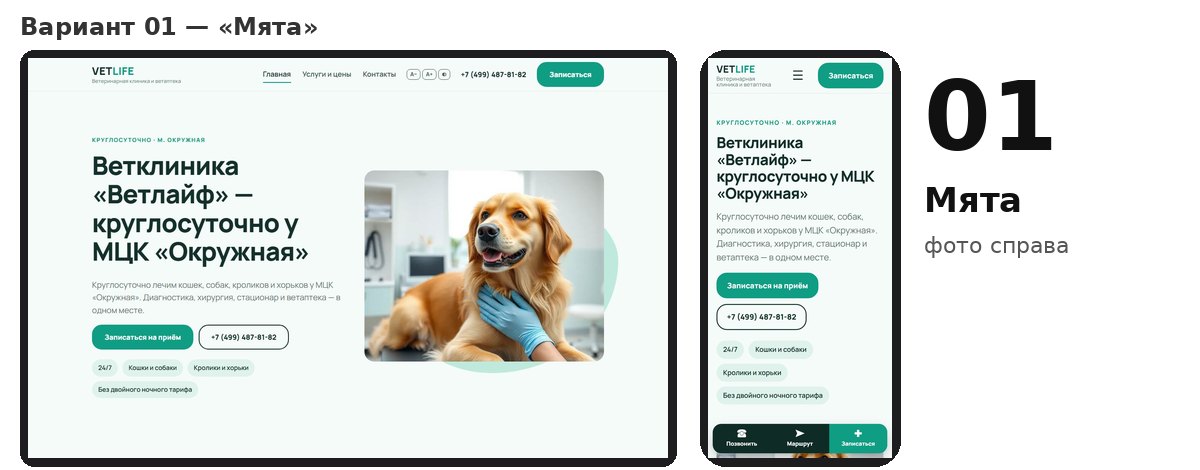 Вариант 01 — «Мята»
VETLIFE
Ветеринарная клиника и ветаптека
Главная
Услуги и цены
Контакты
A−
A+
+7 (499) 487-81-82
Записаться
КРУГЛОСУТОЧНО · М. ОКРУЖНАЯ
Ветклиника
«Ветлайф» —
круглосуточно у
МЦК «Окружная»
Круглосуточно лечим кошек, собак, кроликов и хорьков у МЦК
«Окружная». Диагностика, хирургия, стационар и ветаптека — в
одном месте.
Записаться на приём
+7 (499) 487-81-82
24/7
Кошки и собаки
Кролики и хорьки
Без двойного ночного тарифа
VETLIFE
Ветеринарная
клиника и ветаптека
Записаться
КРУГЛОСУТОЧНО · М. ОКРУЖНАЯ
Ветклиника
«Ветлайф» —
круглосуточно у МЦК
«Окружная»
Круглосуточно лечим кошек, собак,
кроликов и хорьков у МЦК «Окружная».
Диагностика, хирургия, стационар и
ветаптека — в одном месте.
Записаться на приём
+7 (499) 487-81-82
24/7
Кошки и собаки
Кролики и хорьки
Без двойного ночного тарифа
Позвонить
Маршрут
Записаться
01
Мята
фото справа